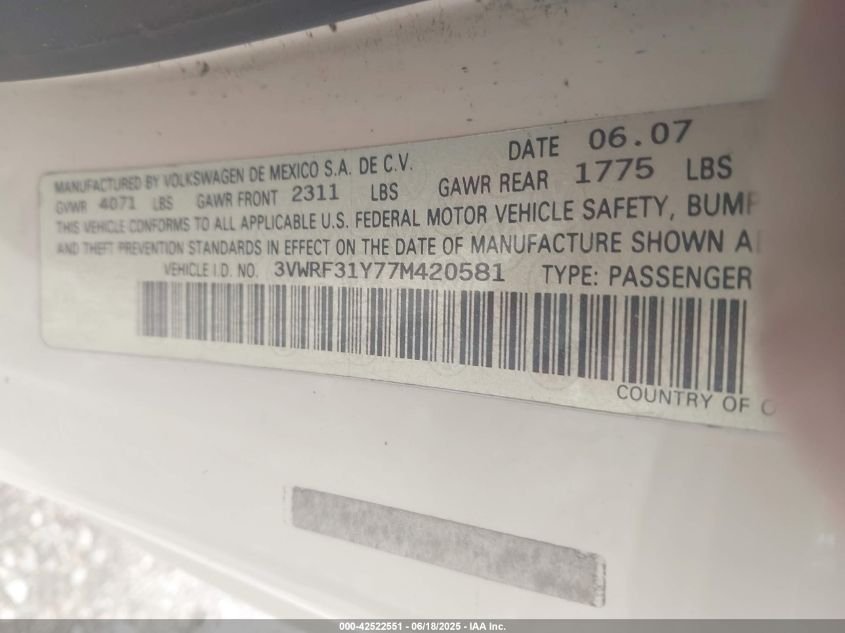 MANUFACTURED BY VOLKSWAGEN DE MEXICO S.A. DE C.V. DATE 06.07
GVWR 4071 LBS GAWR FRONT 2311 LBS GAWR REAR 1775 LBS
THIS VEHICLE CONFORMS TO ALL APPLICABLE U.S. FEDERAL MOTOR VEHICLE SAFETY, BUMP
AND THEFT PREVENTION STANDARDS IN EFFECT ON THE DATE OF MANUFACTURE SHOWN A
VEHICLE I.D. NO. 3VWRF31Y77M420581 TYPE: PASSENGER
COUNTRY OF O
000-42522551 - 06/18/2025 - IAA Inc.